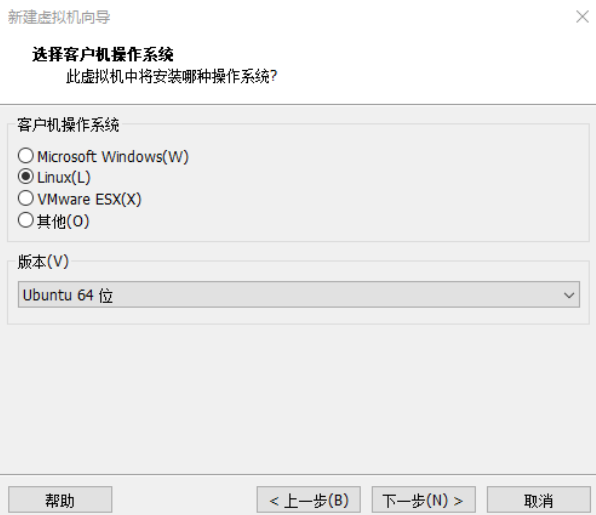 新建虚拟机向导
选择客户机操作系统
此虚拟机中将安装哪种操作系统?
客户机操作系统
Microsoft Windows(W)
Linux(L)
VMware ESX(X)
其他(O)
版本(V)
Ubuntu 64 位
帮助
< 上一步(B)
下一步(N) >
取消